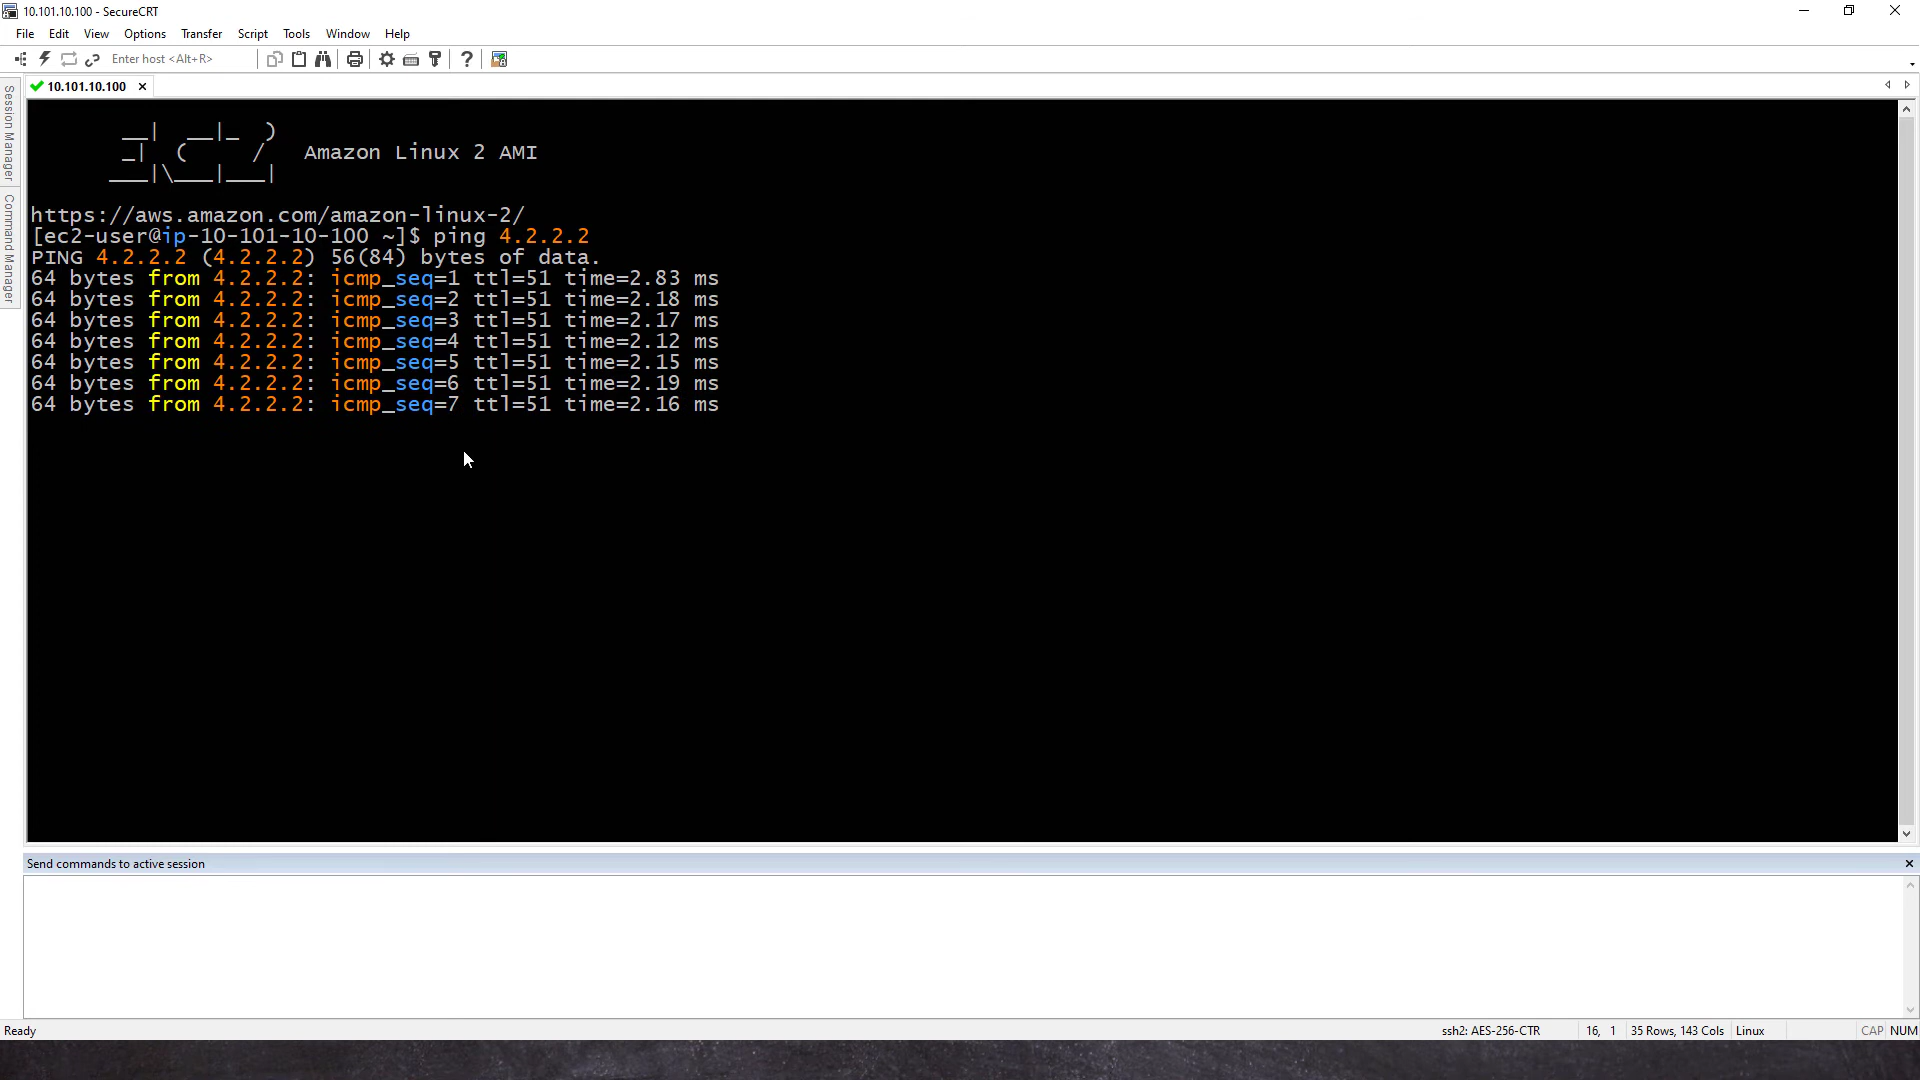 10.101.10.100 - SecureCRT
File Edit View Options Transfer Script Tools Window Help
Enter host <Alt+R>
10.101.10.100
Session Manager
Command Manager
__|  __|_  )
_|  (     /   Amazon Linux 2 AMI
___|\___|___|
https://aws.amazon.com/amazon-linux-2/
[ec2-user@ip-10-101-10-100 ~]$ ping 4.2.2.2
PING 4.2.2.2 (4.2.2.2) 56(84) bytes of data.
64 bytes from 4.2.2.2: icmp_seq=1 ttl=51 time=2.83 ms
64 bytes from 4.2.2.2: icmp_seq=2 ttl=51 time=2.18 ms
64 bytes from 4.2.2.2: icmp_seq=3 ttl=51 time=2.17 ms
64 bytes from 4.2.2.2: icmp_seq=4 ttl=51 time=2.12 ms
64 bytes from 4.2.2.2: icmp_seq=5 ttl=51 time=2.15 ms
64 bytes from 4.2.2.2: icmp_seq=6 ttl=51 time=2.19 ms
64 bytes from 4.2.2.2: icmp_seq=7 ttl=51 time=2.16 ms
Send commands to active session
Ready ssh2: AES-256-CTR 16, 1 35 Rows, 143 Cols Linux CAP NUM